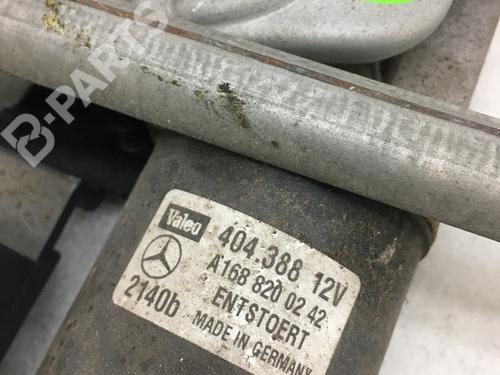 B-PARTS
Valeo
404.388 12V
A 168 820 02 42
2140b
ENTSTOERT
MADE IN GERMANY